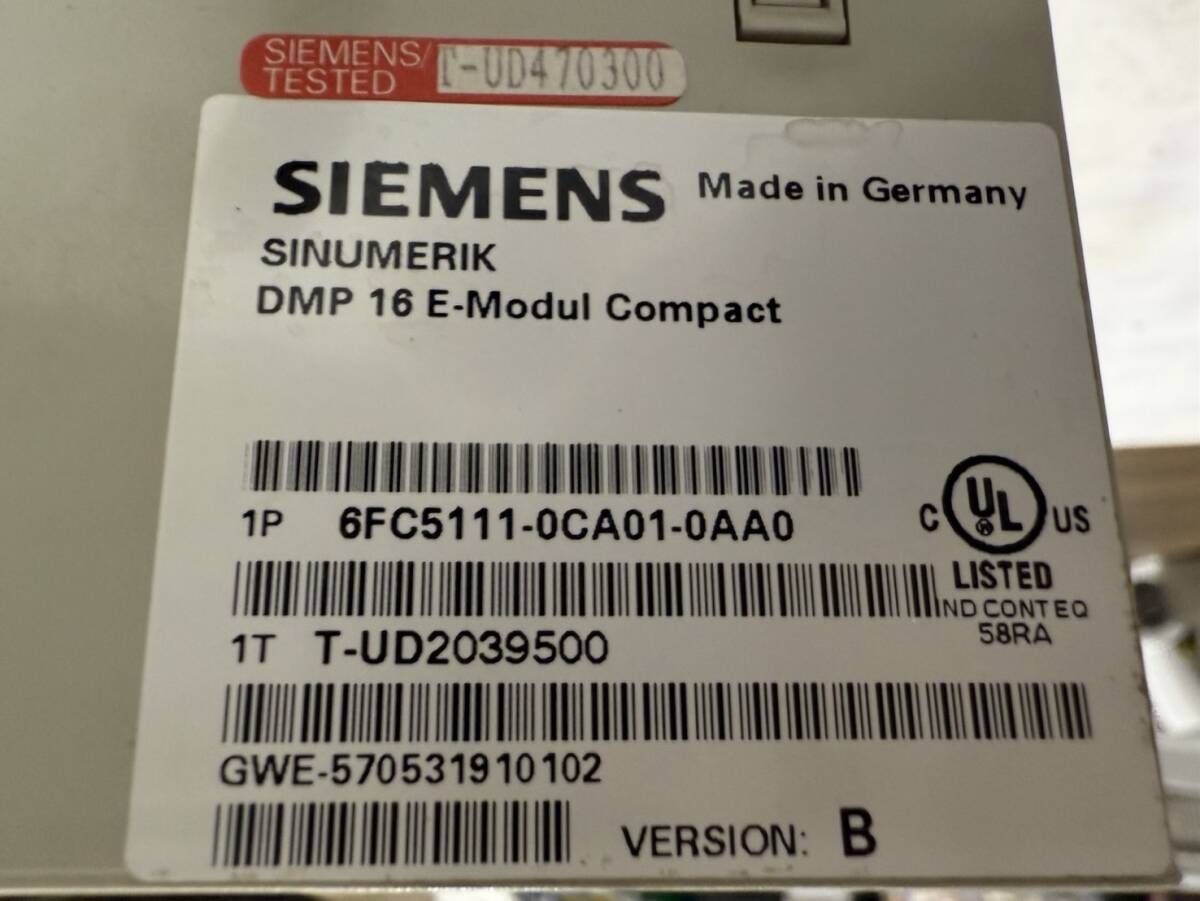 SIEMENS/
TESTED
T-UD470300
SIEMENS Made in Germany
SINUMERIK
DMP 16 E-Modul Compact
1P 6FC5111-0CA01-0AA0
C UL US
LISTED
IND CONT EQ
58RA
1T T-UD2039500
GWE-570531910102
VERSION: B